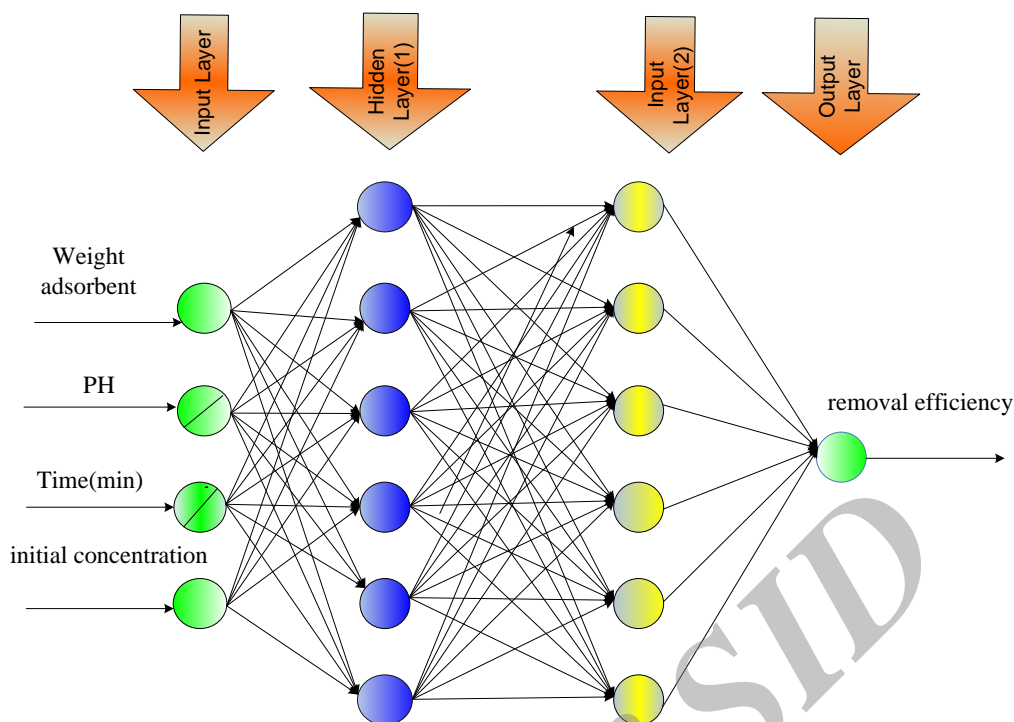 Input Layer
Hidden
Layer(1)
Input
Layer(2)
Output
Layer
Weight
adsorbent
PH
Time(min)
initial concentration
removal efficiency
SID